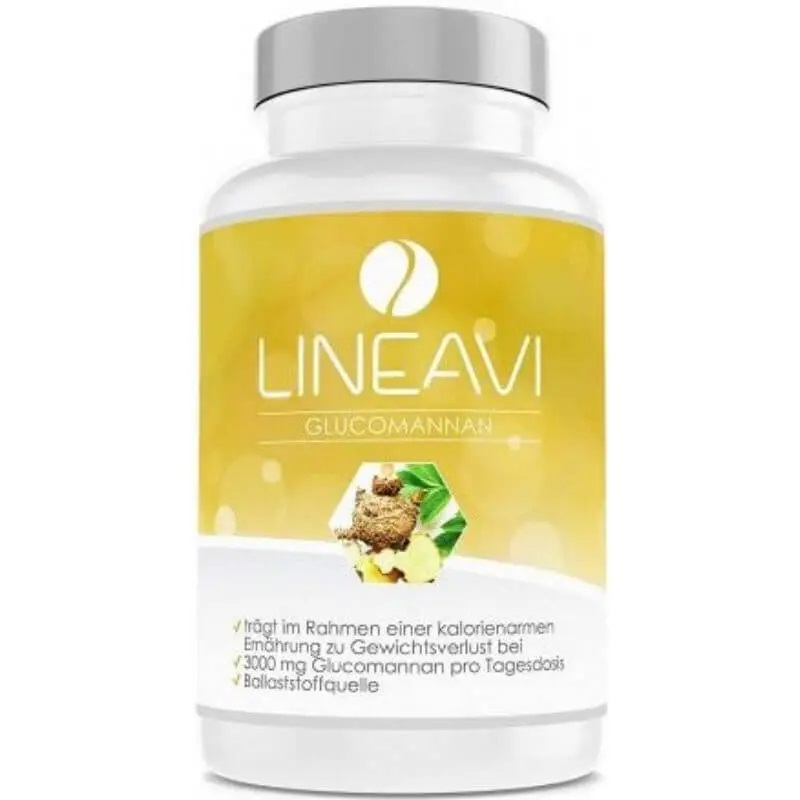 LINEAVI
GLUCOMANNAN
√ trägt im Rahmen einer kalorienarmen
Ernährung zu Gewichtsverlust bei
√ 3000 mg Glucomannan pro Tagesdosis
√ Ballaststoffquelle